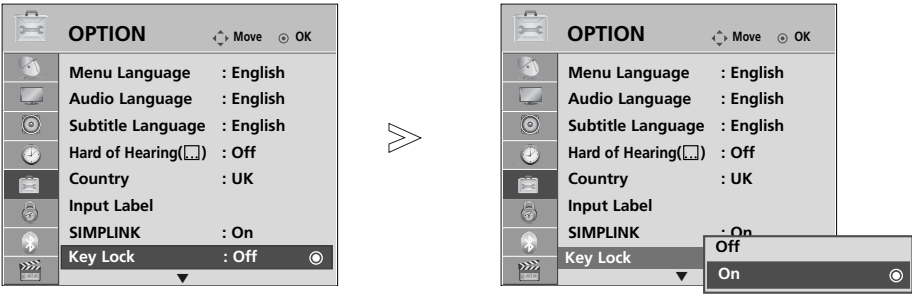 OPTION Move OK
Menu Language : English
Audio Language : English
Subtitle Language : English
Hard of Hearing( ) : Off
Country : UK
Input Label
SIMPLINK : On
Key Lock : Off
OPTION Move OK
Menu Language : English
Audio Language : English
Subtitle Language : English
Hard of Hearing( ) : Off
Country : UK
Input Label
SIMPLINK : On
Key Lock
Off
On